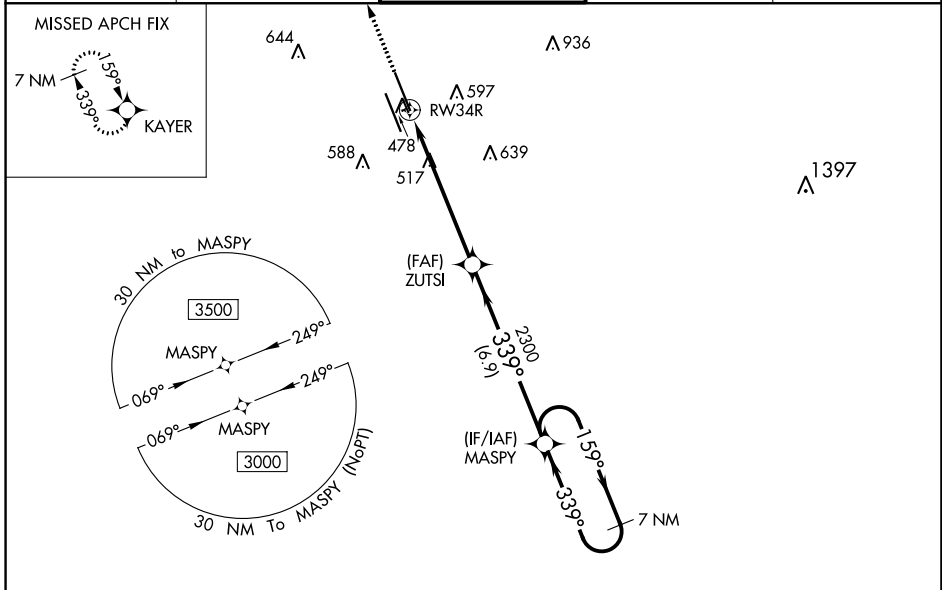 MISSED APCH FIX
7 NM
159°
339°
KAYER
644
936
597
RW34R
478
588
517
639
1397
(FAF)
ZUTSI
2300
339°
(6.9)
(IF/IAF)
MASPY
159°
339°
7 NM
30 NM to MASPY
3500
MASPY
249°
069°
249°
069°
MASPY
3000
30 NM To MASPY (NoPT)